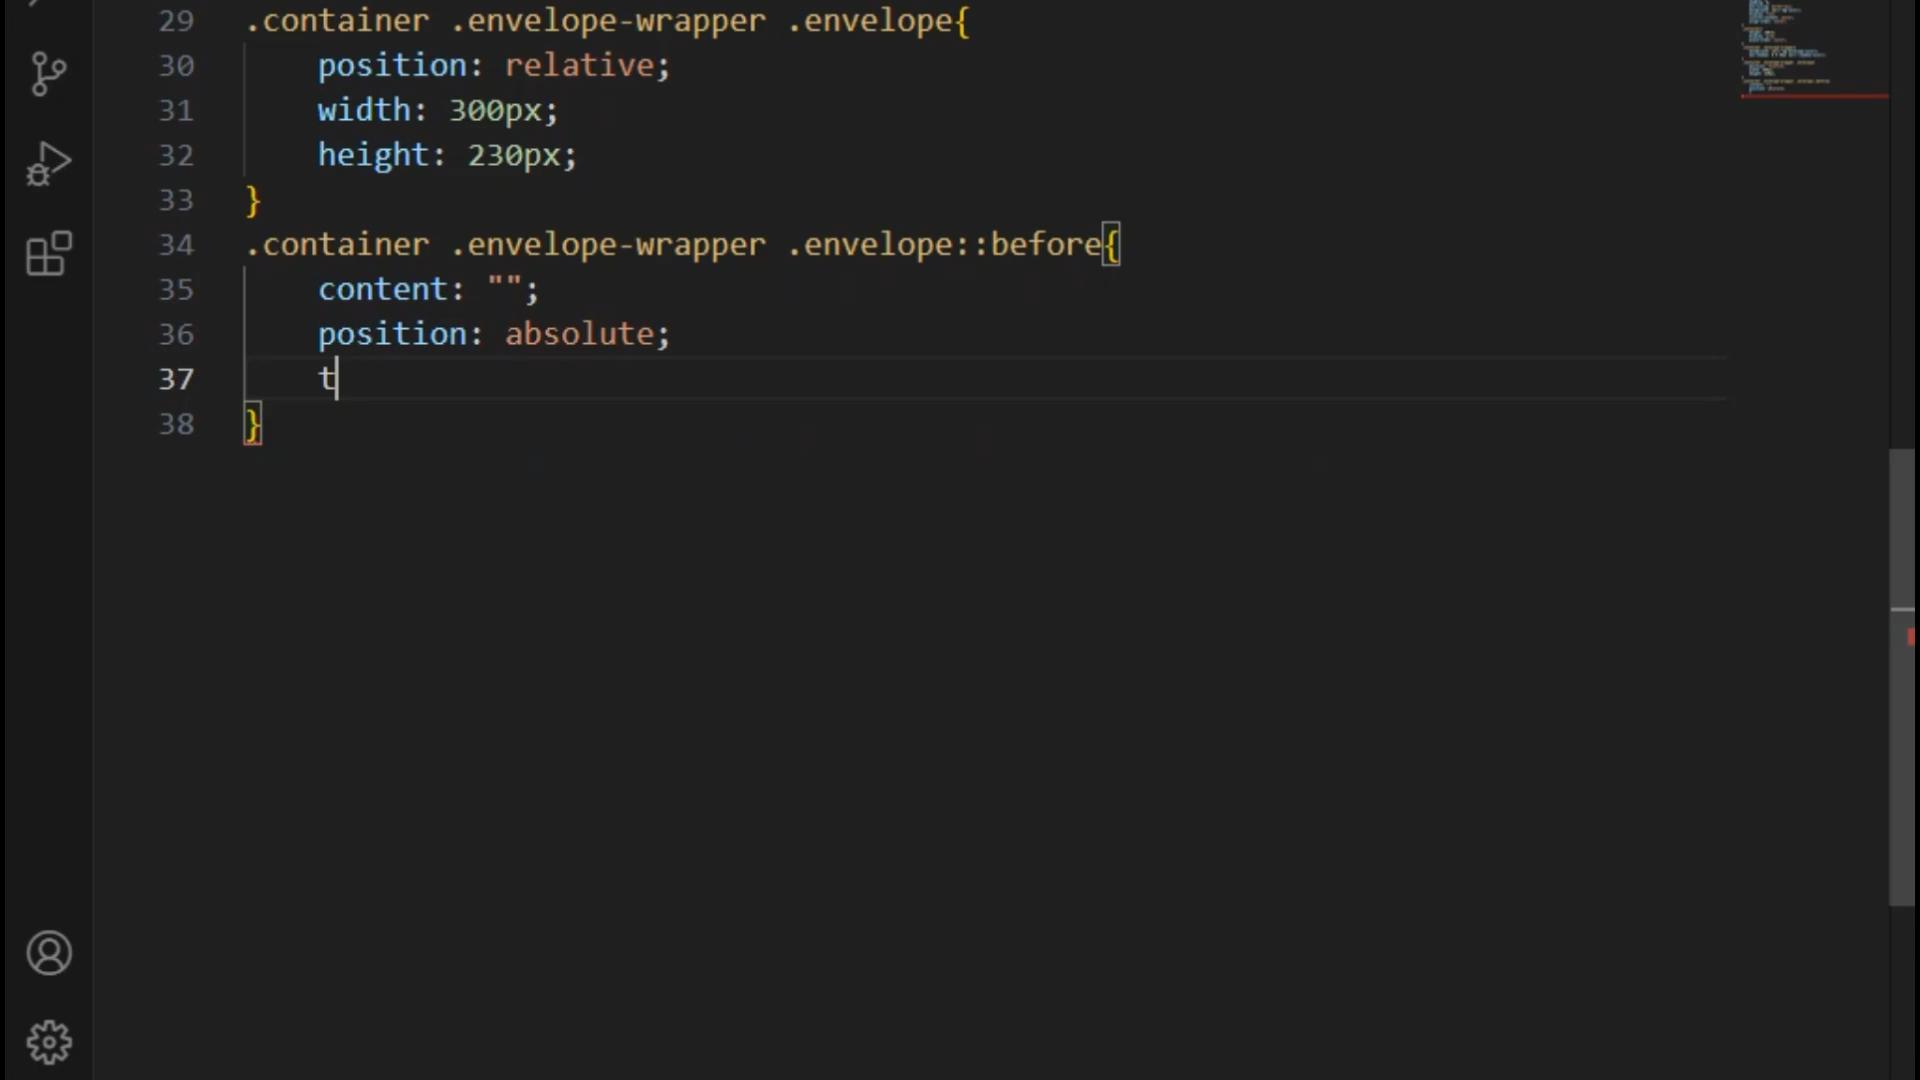 29 .container .envelope-wrapper .envelope{
30 position: relative;
31 width: 300px;
32 height: 230px;
33 }
34 .container .envelope-wrapper .envelope::before{
35 content: "";
36 position: absolute;
37 t
38 }